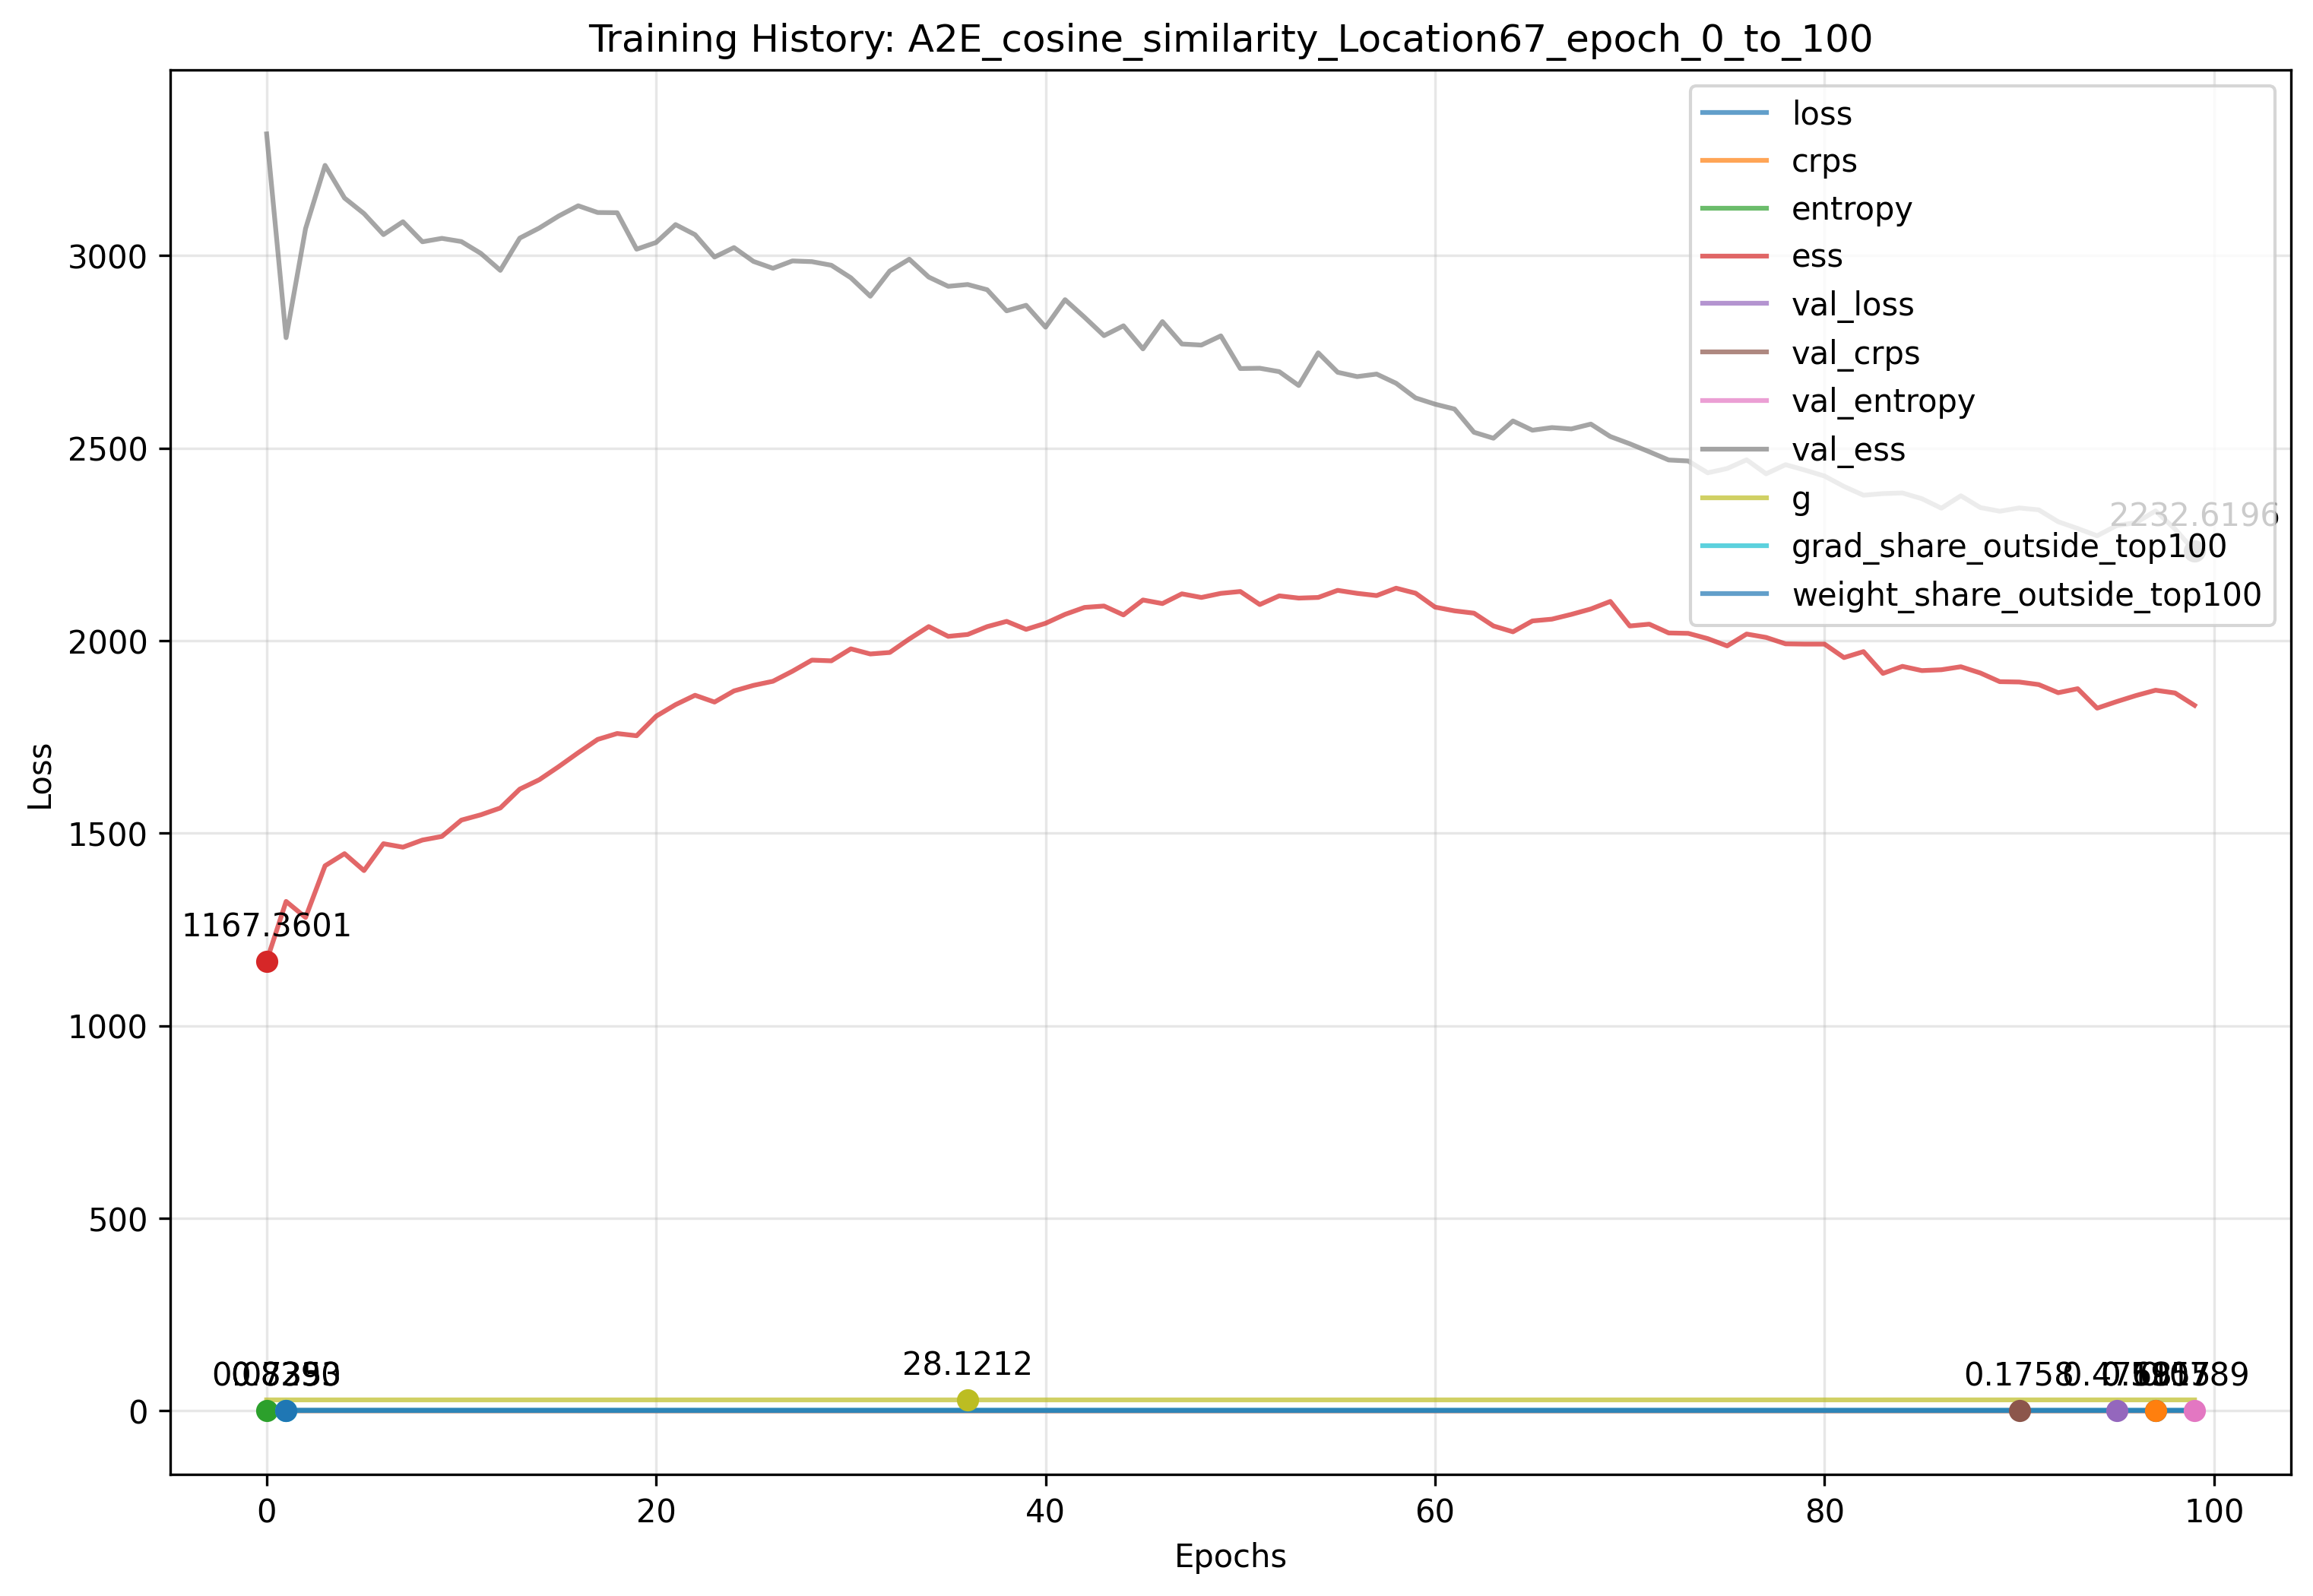 Training History: A2E_cosine_similarity_Location67_epoch_0_to_100
loss
crps
entropy
ess
val_loss
val_crps
val_entropy
val_ess
g
grad_share_outside_top100
weight_share_outside_top100
2232.6196
3000
2500
2000
1500
1000
500
0
Loss
1167.3601
28.1212
0.1758
0 20 40 60 80 100
Epochs